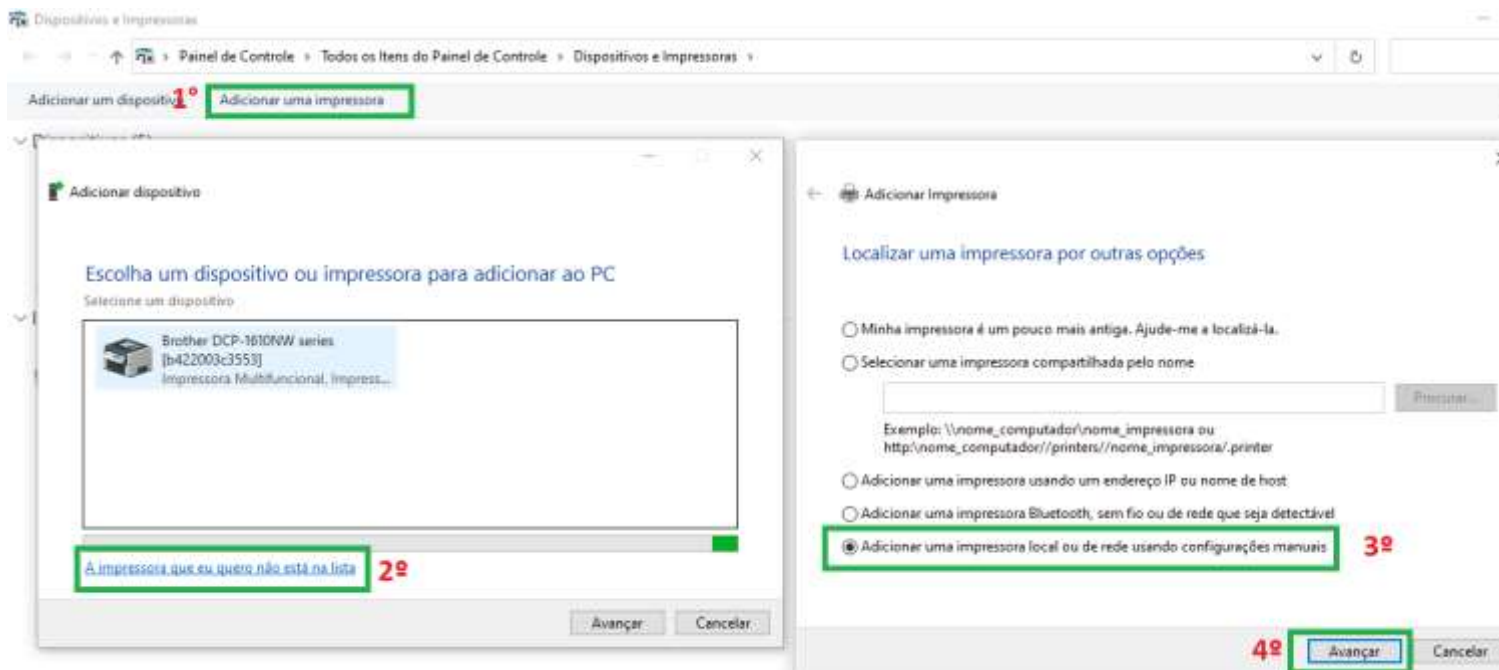 Dispositivos e Impressoras
Painel de Controle › Todos os Itens do Painel de Controle › Dispositivos e Impressoras ›
Adicionar um dispositivo 1° Adicionar uma impressora
Adicionar dispositivo
Escolha um dispositivo ou impressora para adicionar ao PC
Selecione um dispositivo
Brother DCP-1610NW series
[b422003c3553]
Impressora Multifuncional, Impress...
A impressora que eu quero não está na lista 2º
Avançar Cancelar
Adicionar Impressora
Localizar uma impressora por outras opções
Minha impressora é um pouco mais antiga. Ajude-me a localizá-la.
Selecionar uma impressora compartilhada pelo nome
Procurar...
Exemplo: \\nome_computador\nome_impressora ou
http:\nome_computador//printers//nome_impressora/.printer
Adicionar uma impressora usando um endereço IP ou nome de host
Adicionar uma impressora Bluetooth, sem fio ou de rede que seja detectável
Adicionar uma impressora local ou de rede usando configurações manuais 3º
4º Avançar Cancelar